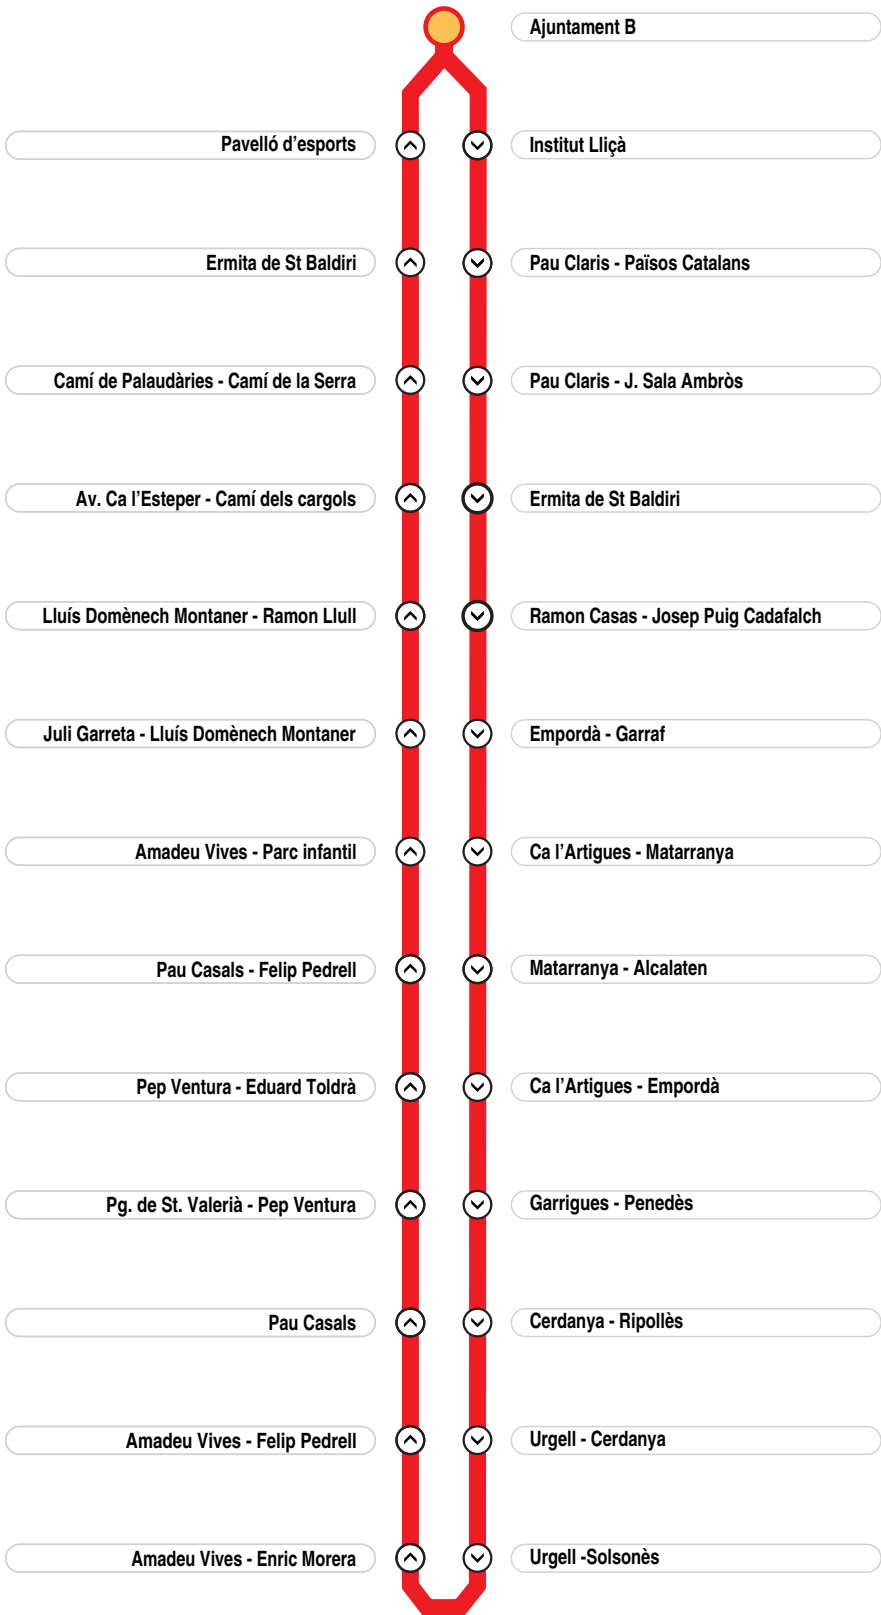 Ajuntament B
Pavelló d'esports
Institut Lliçà
Ermita de St Baldiri
Pau Claris - Països Catalans
Camí de Palaudàries - Camí de la Serra
Pau Claris - J. Sala Ambròs
Av. Ca l'Esteper - Camí dels cargols
Ermita de St Baldiri
Lluís Domènech Montaner - Ramon Llull
Ramon Casas - Josep Puig Cadafalch
Juli Garreta - Lluís Domènech Montaner
Empordà - Garraf
Amadeu Vives - Parc infantil
Ca l'Artigues - Matarranya
Pau Casals - Felip Pedrell
Matarranya - Alcalaten
Pep Ventura - Eduard Toldrà
Ca l'Artigues - Empordà
Pg. de St. Valerià - Pep Ventura
Garrigues - Penedès
Pau Casals
Cerdanya - Ripollès
Amadeu Vives - Felip Pedrell
Urgell - Cerdanya
Amadeu Vives - Enric Morera
Urgell -Solsonès